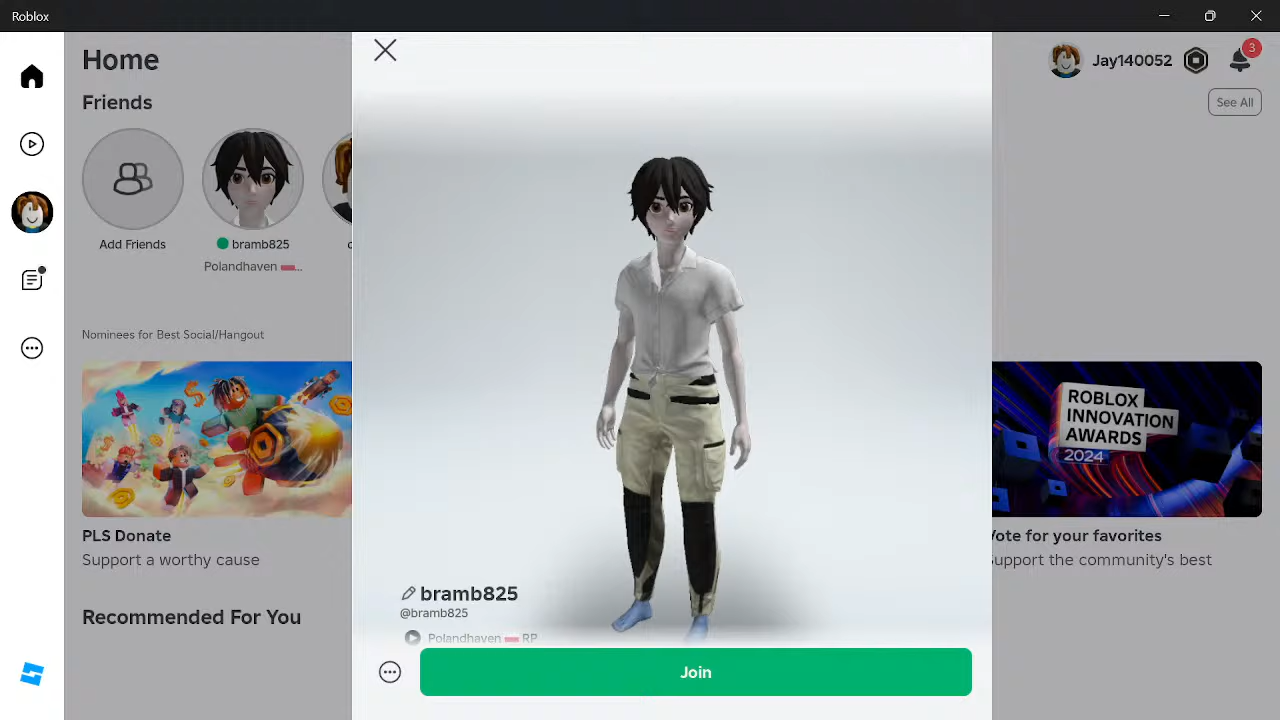 Roblox
Home
Jay140052
3
Friends
See All
Add Friends
bramb825
Polandhaven ...
Nominees for Best Social/Hangout
ROBLOX
INNOVATION
AWARDS
2024
PLS Donate
Support a worthy cause
Vote for your favorites
Support the community's best
Recommended For You
bramb825
@bramb825
Polandhaven RP
Join